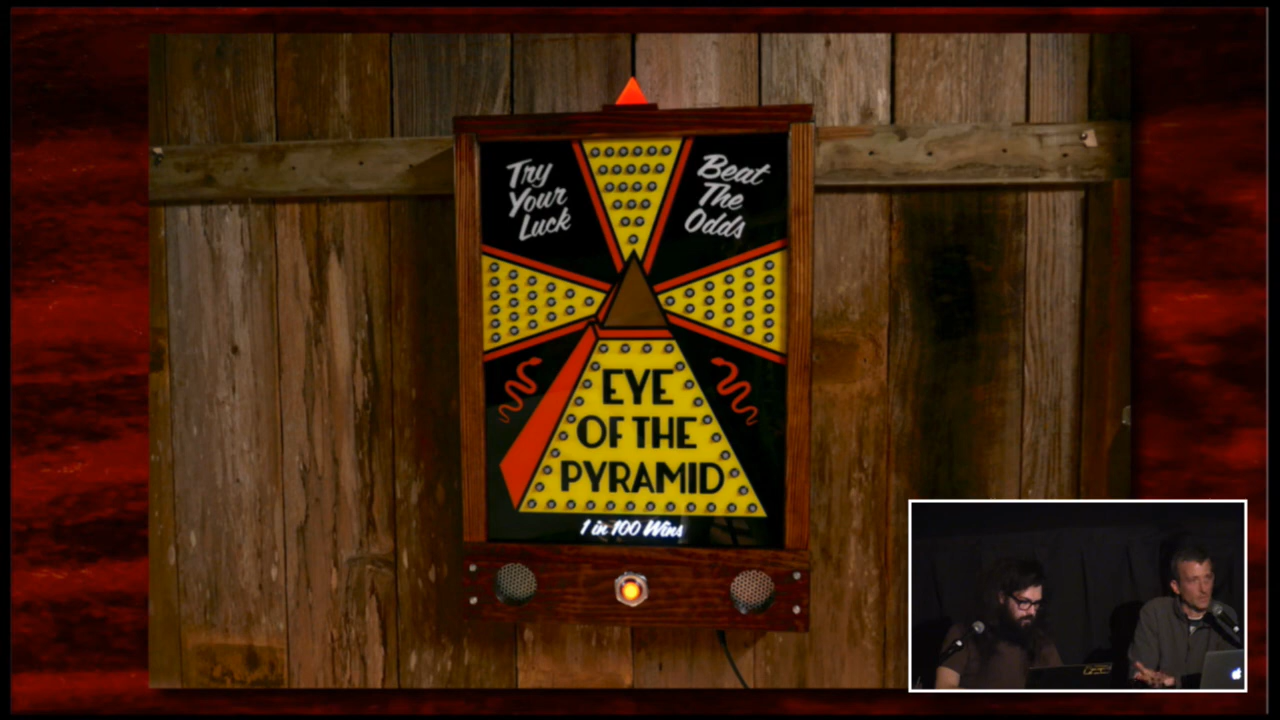 Try
Your
Luck
Beat
The
Odds
EYE
OF THE
PYRAMID
1 in 100 Wins